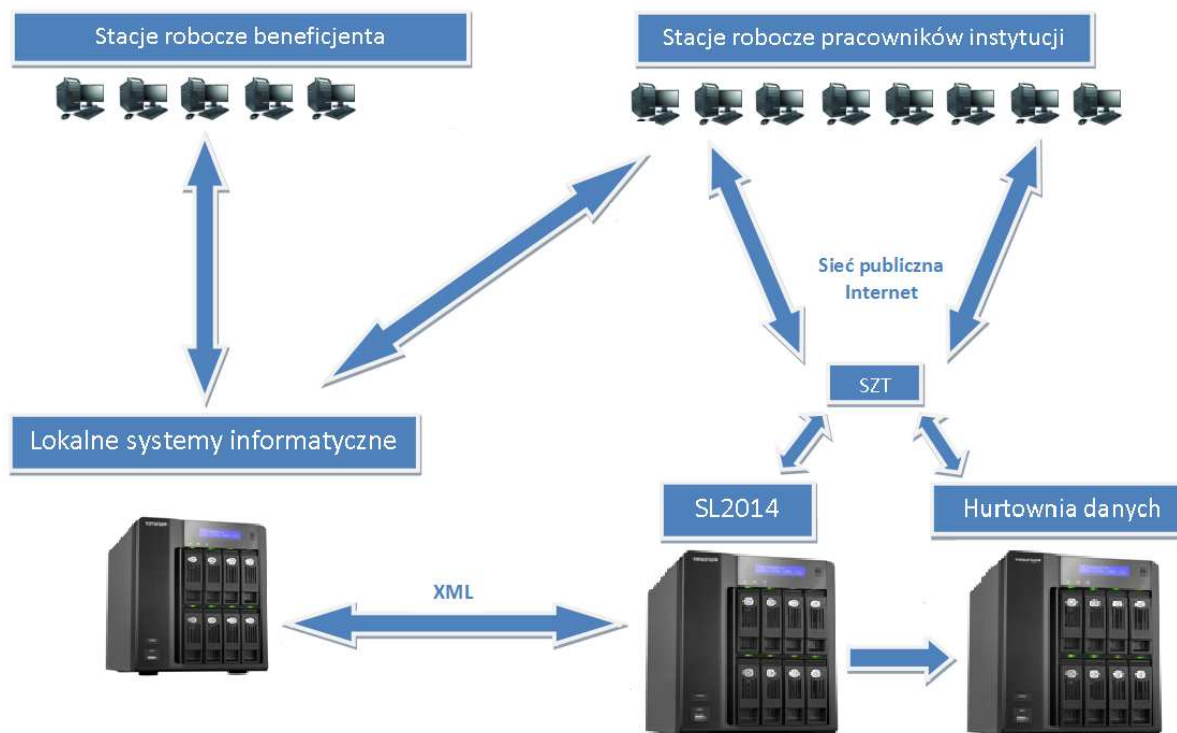 Stacje robocze beneficjenta
Stacje robocze pracowników instytucji
Sieć publiczna
Internet
SZT
Lokalne systemy informatyczne
SL2014
Hurtownia danych
XML